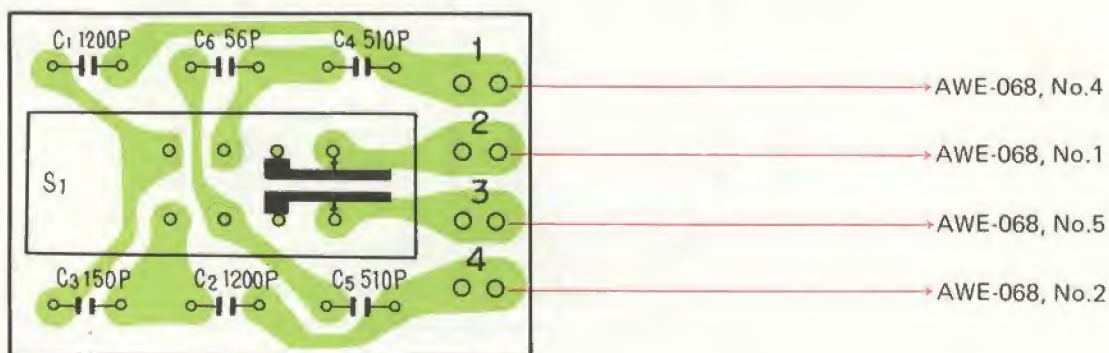 C1 1200P C6 56P C4 510P
1
AWE-068, No.4
2
AWE-068, No.1
S1
3
AWE-068, No.5
4
C3 150P C2 1200P C5 510P
AWE-068, No.2